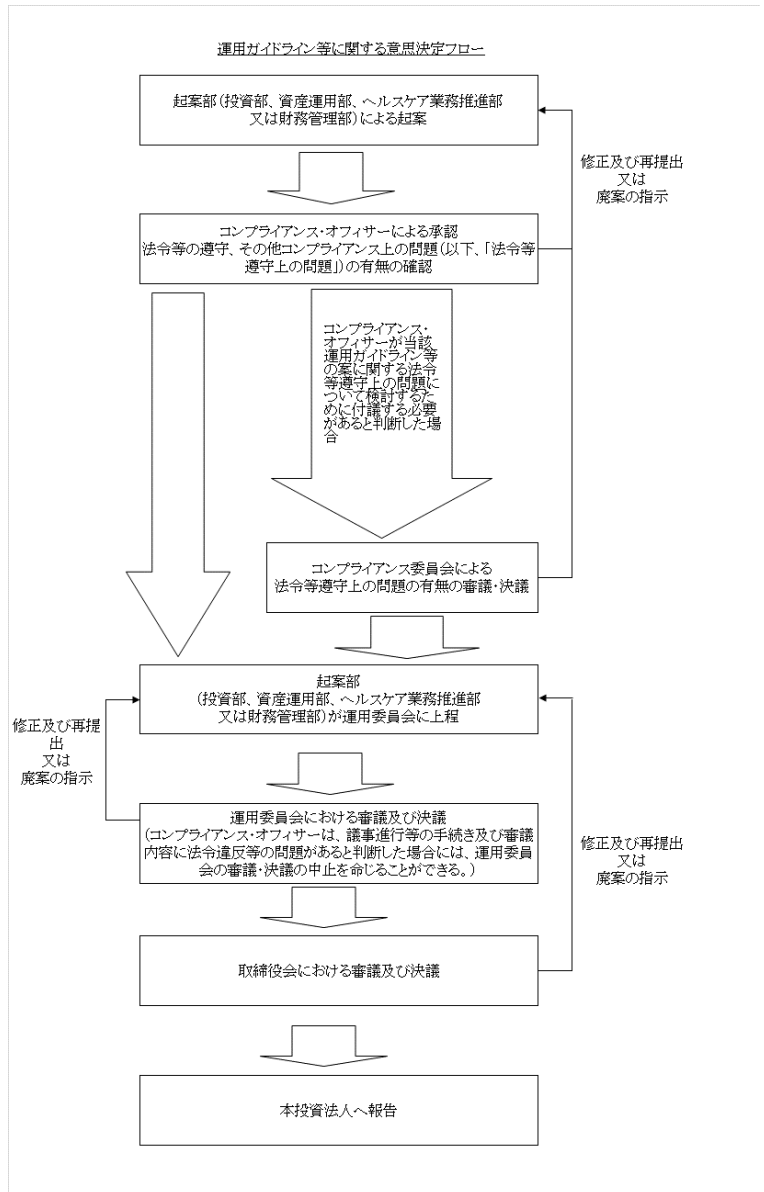 運用ガイドライン等に関する意思決定フロー
起案部（投資部、資産運用部、ヘルスケア業務推進部
又は財務管理部）による起案
修正及び再提出
又は
廃案の指示
コンプライアンス・オフィサーによる承認
法令等の遵守、その他コンプライアンス上の問題（以下、「法令等
遵守上の問題」）の有無の確認
コンプライアンス・
オフィサーが当該
運用ガイドライン等
の案に関する法令
等遵守上の問題に
ついて検討するた
めに付議する必要
があると判断した場
合
コンプライアンス委員会による
法令等遵守上の問題の有無の審議・決議
起案部
（投資部、資産運用部、ヘルスケア業務推進部
又は財務管理部）が運用委員会に上程
修正及び再提
出
又は
廃案の指示
運用委員会における審議及び決議
（コンプライアンス・オフィサーは、議事進行等の手続き及び審議
内容に法令違反等の問題があると判断した場合には、運用委員
会の審議・決議の中止を命じることができる。）
修正及び再提出
又は
廃案の指示
取締役会における審議及び決議
本投資法人へ報告